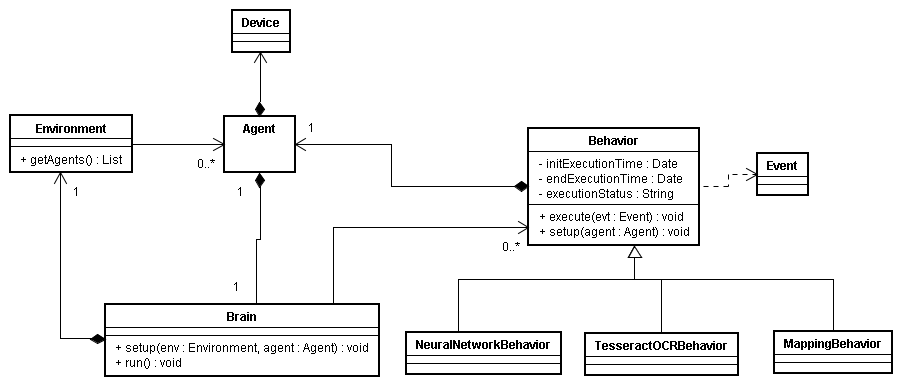 Device
Environment
+ getAgents() : List
0..*
Agent
1
1
1
Behavior
- initExecutionTime : Date
- endExecutionTime : Date
- executionStatus : String
+ execute(evt : Event) : void
+ setup(agent : Agent) : void
Event
0..*
1
Brain
+ setup(env : Environment, agent : Agent) : void
+ run() : void
NeuralNetworkBehavior
TesseractOCRBehavior
MappingBehavior